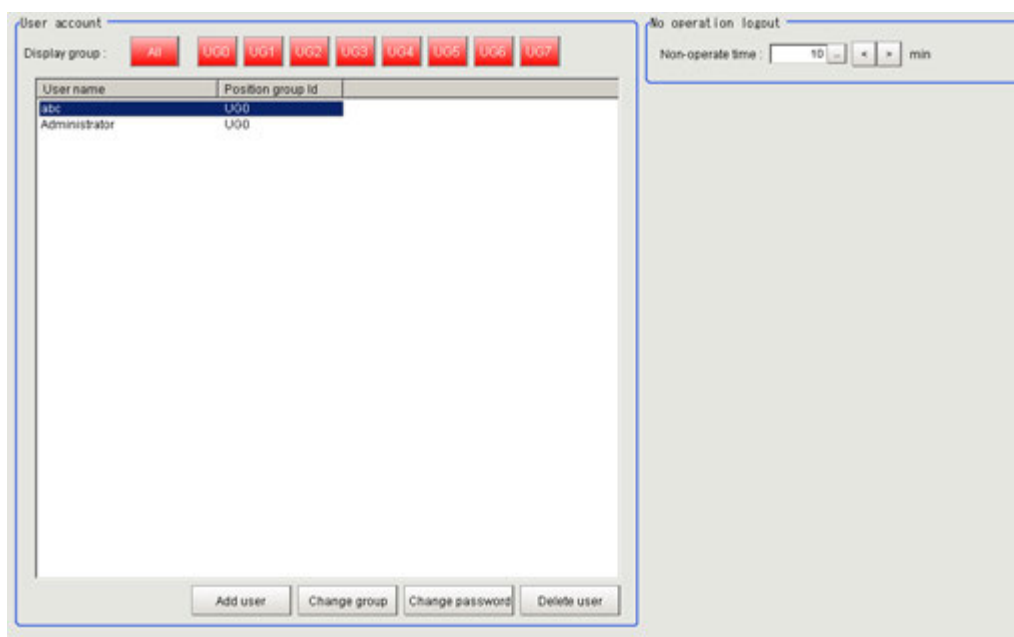 User account
Display group : All UG0 UG1 UG2 UG3 UG4 UG5 UG6 UG7
User name Position group Id
abc UG0
Administrator UG0
Add user Change group Change password Delete user
No operation logout
Non-operate time : 10 ... < > min